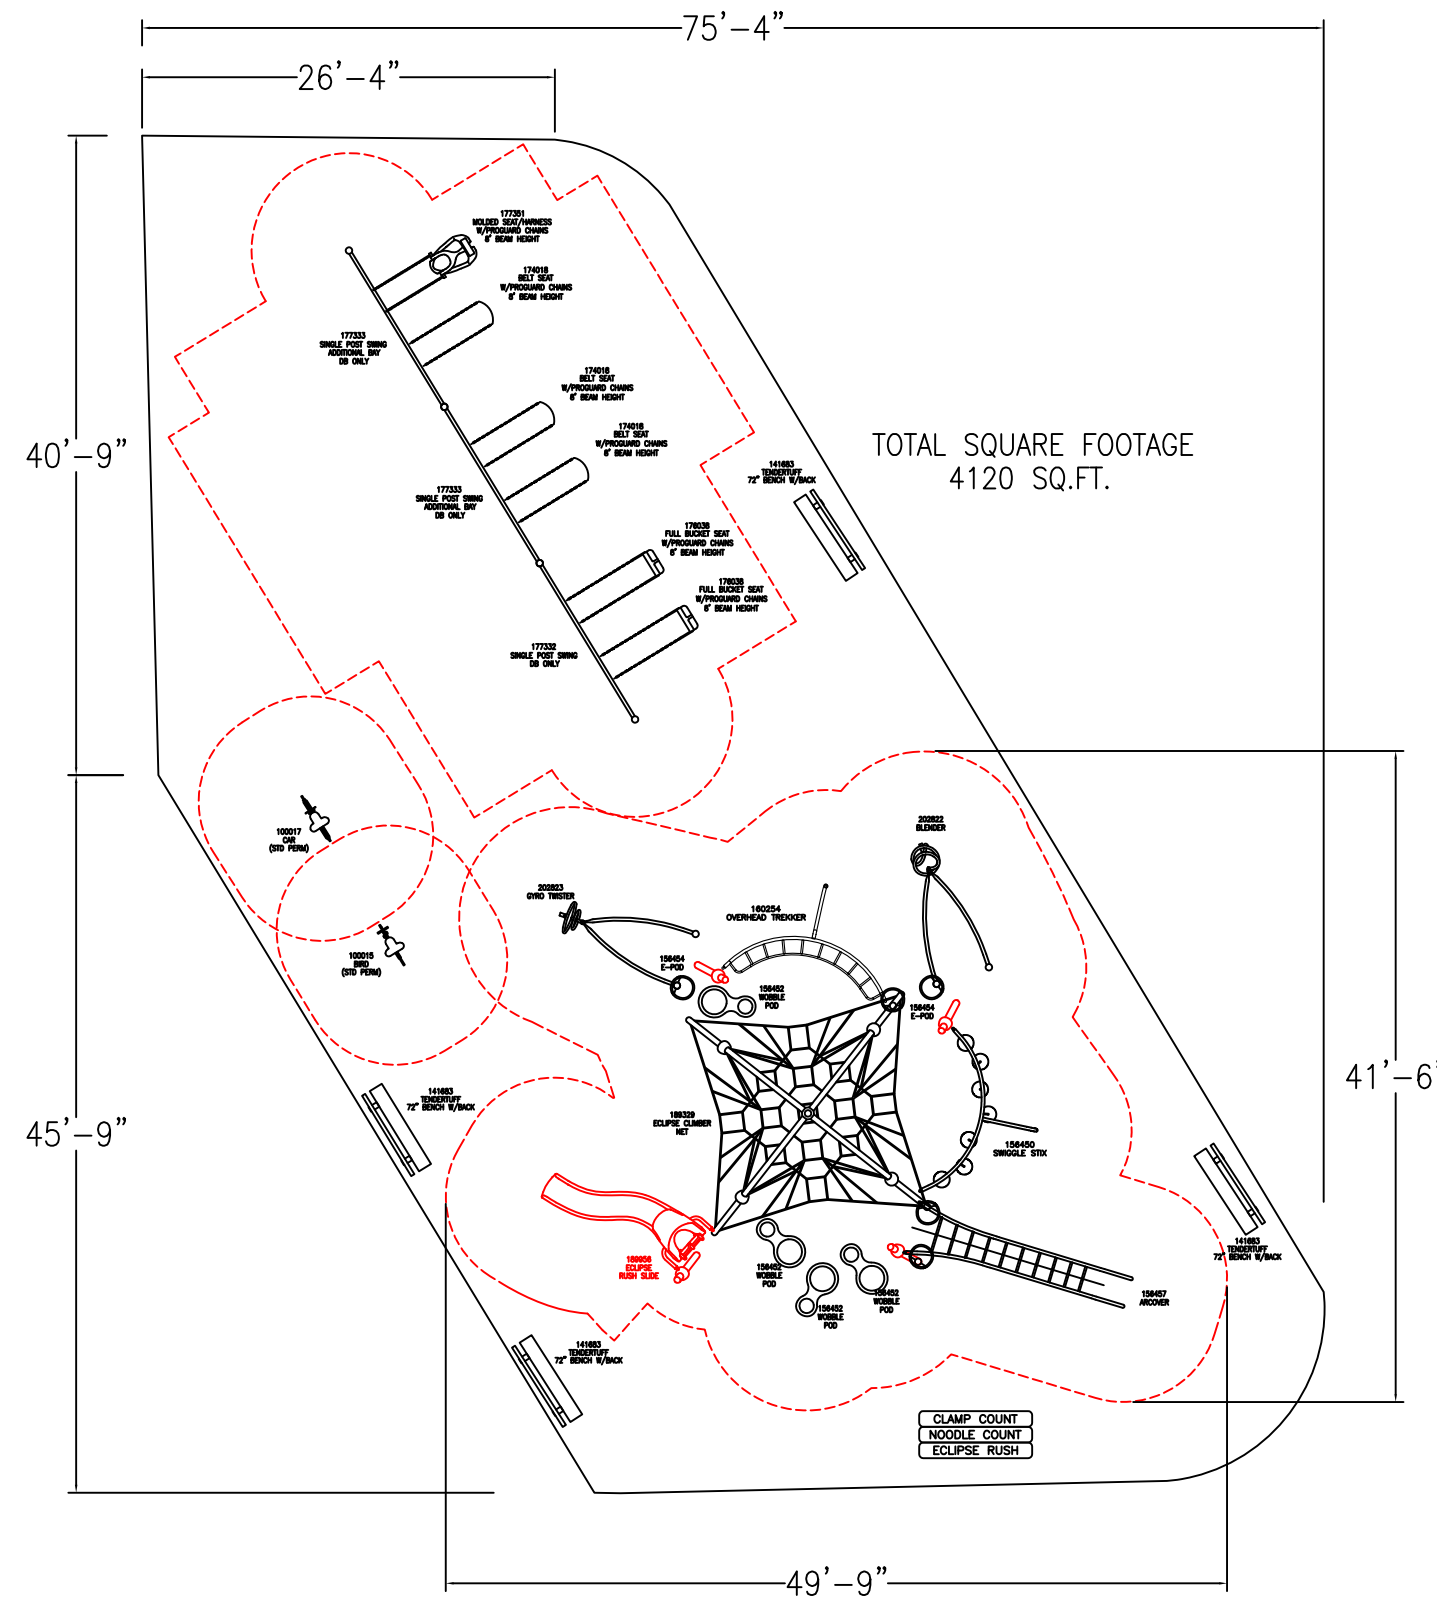 75'-4"
26'-4"
177351
MOLDED SEAT/HARNESS
W/PROGUARD CHAINS
8' BEAM HEIGHT
174018
BELT SEAT
W/PROGUARD CHAINS
8' BEAM HEIGHT
177333
SINGLE POST SWING
ADDITIONAL BAY
DB ONLY
174018
BELT SEAT
W/PROGUARD CHAINS
8' BEAM HEIGHT
174018
BELT SEAT
W/PROGUARD CHAINS
8' BEAM HEIGHT
40'-9"
TOTAL SQUARE FOOTAGE
4120 SQ.FT.
141683
TENDERTUFF
72" BENCH W/BACK
177333
SINGLE POST SWING
ADDITIONAL BAY
DB ONLY
176038
FULL BUCKET SEAT
W/PROGUARD CHAINS
8' BEAM HEIGHT
176038
FULL BUCKET SEAT
W/PROGUARD CHAINS
8' BEAM HEIGHT
177332
SINGLE POST SWING
DB ONLY
100017
CAR
(STD PERM)
202822
BLENDER
202823
GYRO TWISTER
160254
OVERHEAD TREKKER
100015
BIRD
(STD PERM)
156454
E-POD
156452
WOBBLE
POD
156454
E-POD
41'-6"
141683
TENDERTUFF
72" BENCH W/BACK
189329
ECLIPSE CLIMBER
NET
45'-9"
156450
SWIGGLE STIX
189956
ECLIPSE
RUSH SLIDE
156452
WOBBLE
POD
156452
WOBBLE
POD
156452
WOBBLE
POD
141683
TENDERTUFF
72" BENCH W/BACK
156457
ARCOVER
141683
TENDERTUFF
72" BENCH W/BACK
CLAMP COUNT
NOODLE COUNT
ECLIPSE RUSH
49'-9"